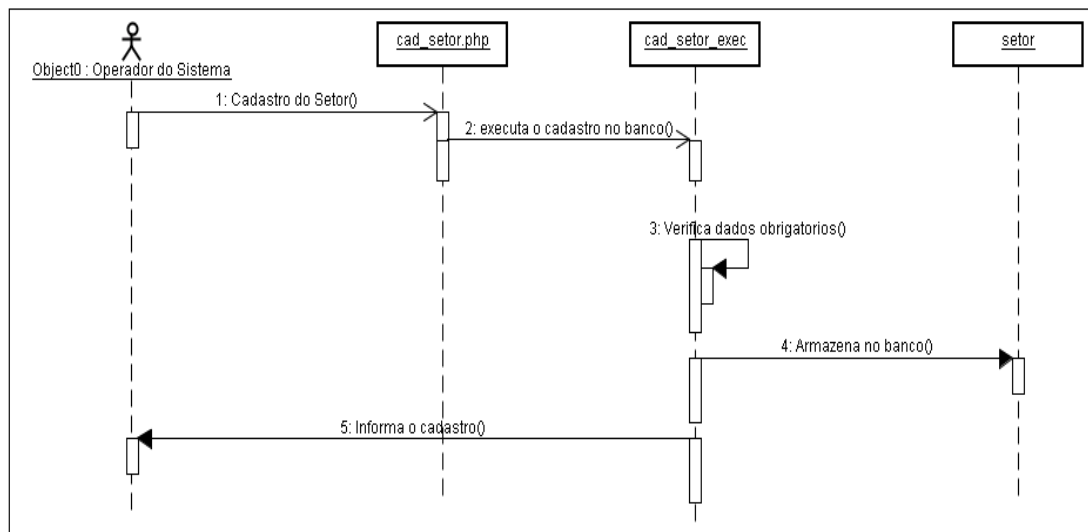 cad_setor.php
cad_setor_exec
setor
Object0 : Operador do Sistema
1: Cadastro do Setor()
2: executa o cadastro no banco()
3: Verifica dados obrigatorios()
4: Armazena no banco()
5: Informa o cadastro()